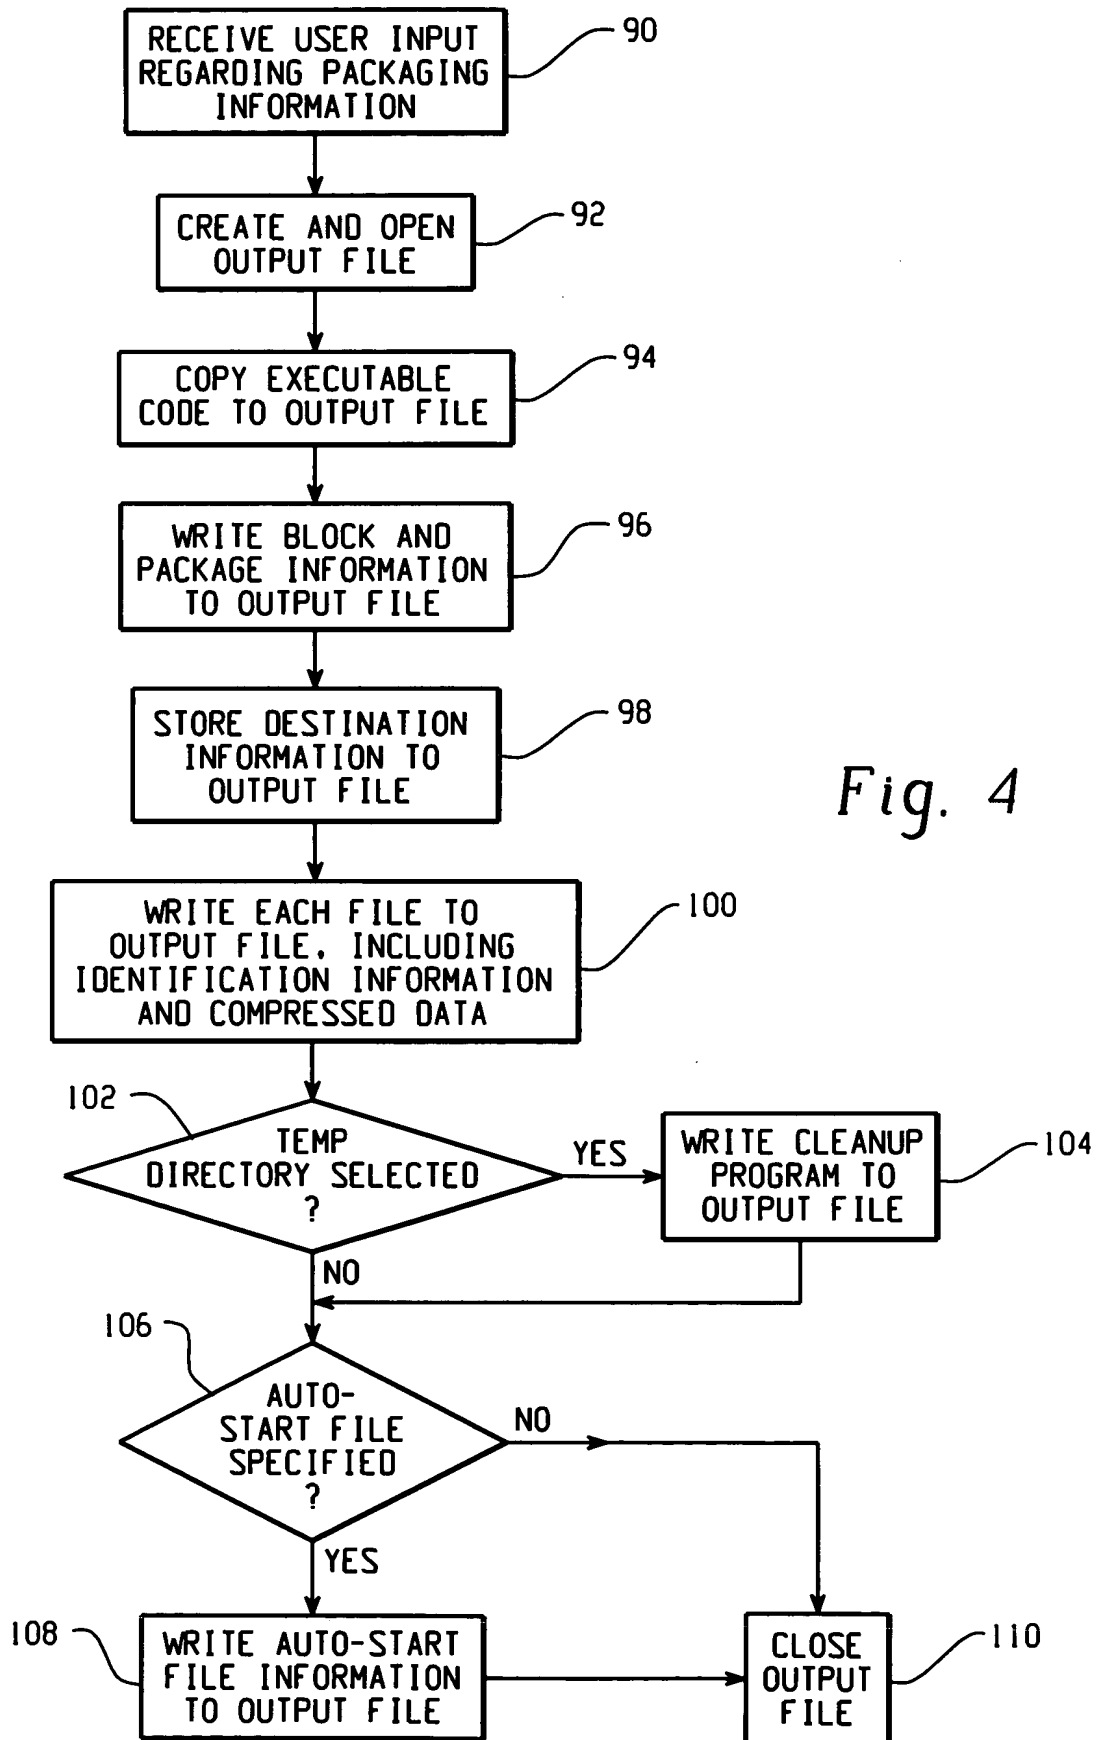 RECEIVE USER INPUT
REGARDING PACKAGING
INFORMATION
90
CREATE AND OPEN
OUTPUT FILE
92
COPY EXECUTABLE
CODE TO OUTPUT FILE
94
WRITE BLOCK AND
PACKAGE INFORMATION
TO OUTPUT FILE
96
STORE DESTINATION
INFORMATION TO
OUTPUT FILE
98
Fig. 4
WRITE EACH FILE TO
OUTPUT FILE, INCLUDING
IDENTIFICATION INFORMATION
AND COMPRESSED DATA
100
102
TEMP
DIRECTORY SELECTED
?
YES
WRITE CLEANUP
PROGRAM TO
OUTPUT FILE
104
NO
106
AUTO-
START FILE
SPECIFIED
?
NO
YES
108
WRITE AUTO-START
FILE INFORMATION
TO OUTPUT FILE
CLOSE
OUTPUT
FILE
110